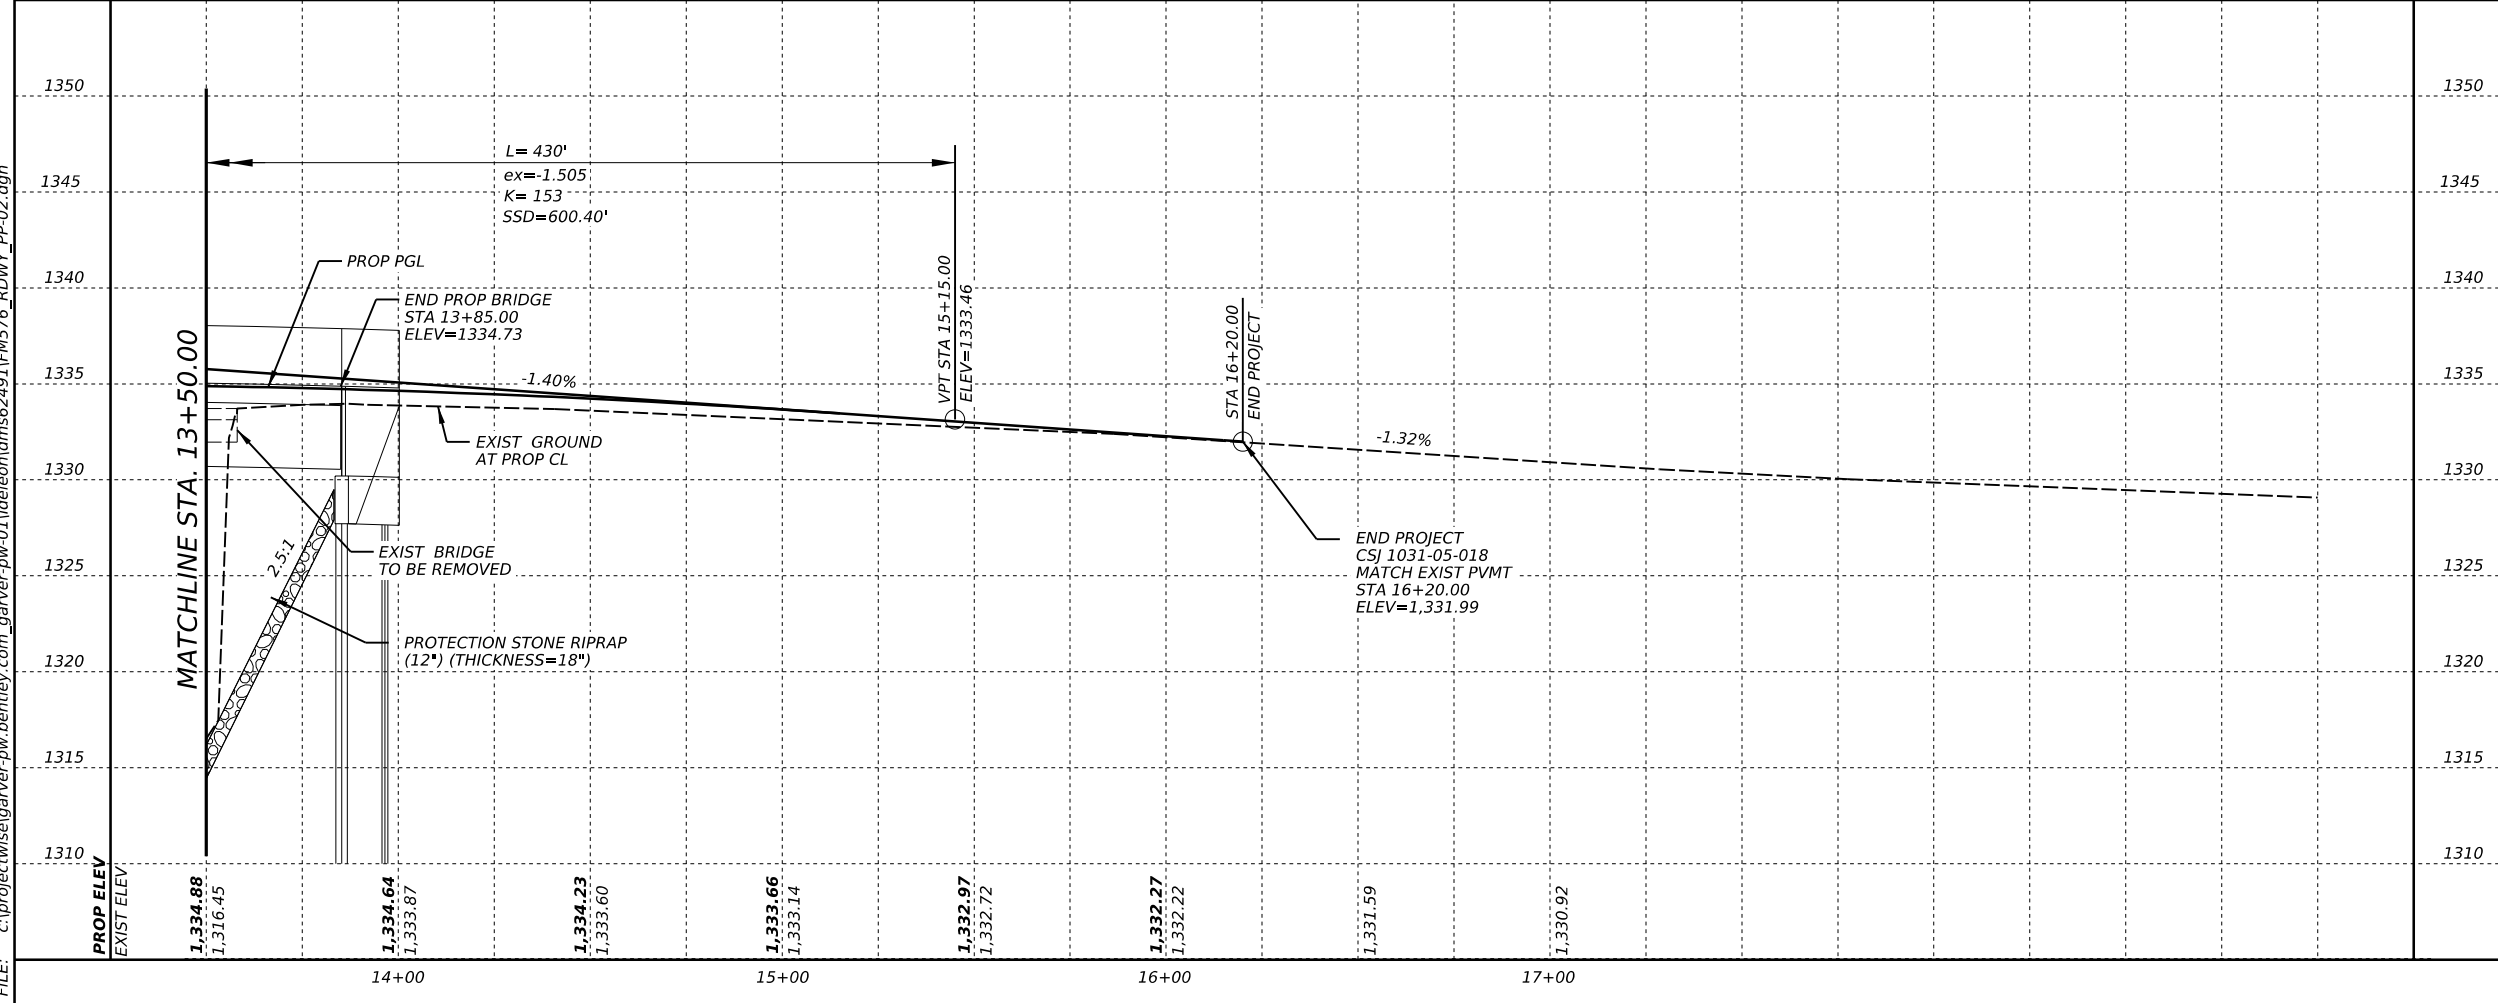 1350
1350
L= 430'
ex=-1.505
K= 153
SSD=600.40'
1345
1345
PROP PGL
1340
1340
END PROP BRIDGE
STA 13+85.00
ELEV=1334.73
VPT STA 15+15.00
ELEV=1333.46
STA 16+20.00
END PROJECT
MATCHLINE STA. 13+50.00
1335
-1.40%
1335
EXIST GROUND
AT PROP CL
-1.32%
1330
1330
EXIST BRIDGE
TO BE REMOVED
2.5:1
END PROJECT
CSJ 1031-05-018
MATCH EXIST PVMT
STA 16+20.00
ELEV=1,331.99
1325
1325
PROTECTION STONE RIPRAP
(12") (THICKNESS=18")
1320
1320
1315
1315
1310
1310
PROP ELEV
EXIST ELEV
1,334.88
1,316.45
1,334.64
1,333.87
1,334.23
1,333.60
1,333.66
1,333.14
1,332.97
1,332.72
1,332.27
1,332.22
1,331.59
1,330.92
14+00
15+00
16+00
17+00
FILE: